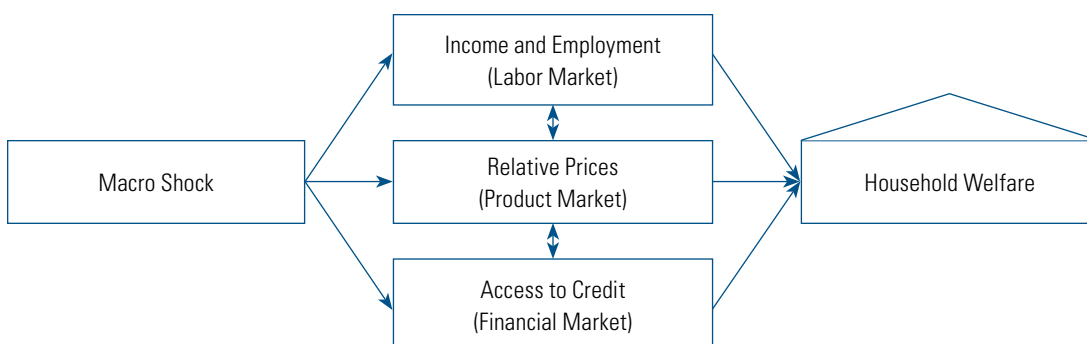 Income and Employment
(Labor Market)
Macro Shock
Relative Prices
(Product Market)
Household Welfare
Access to Credit
(Financial Market)